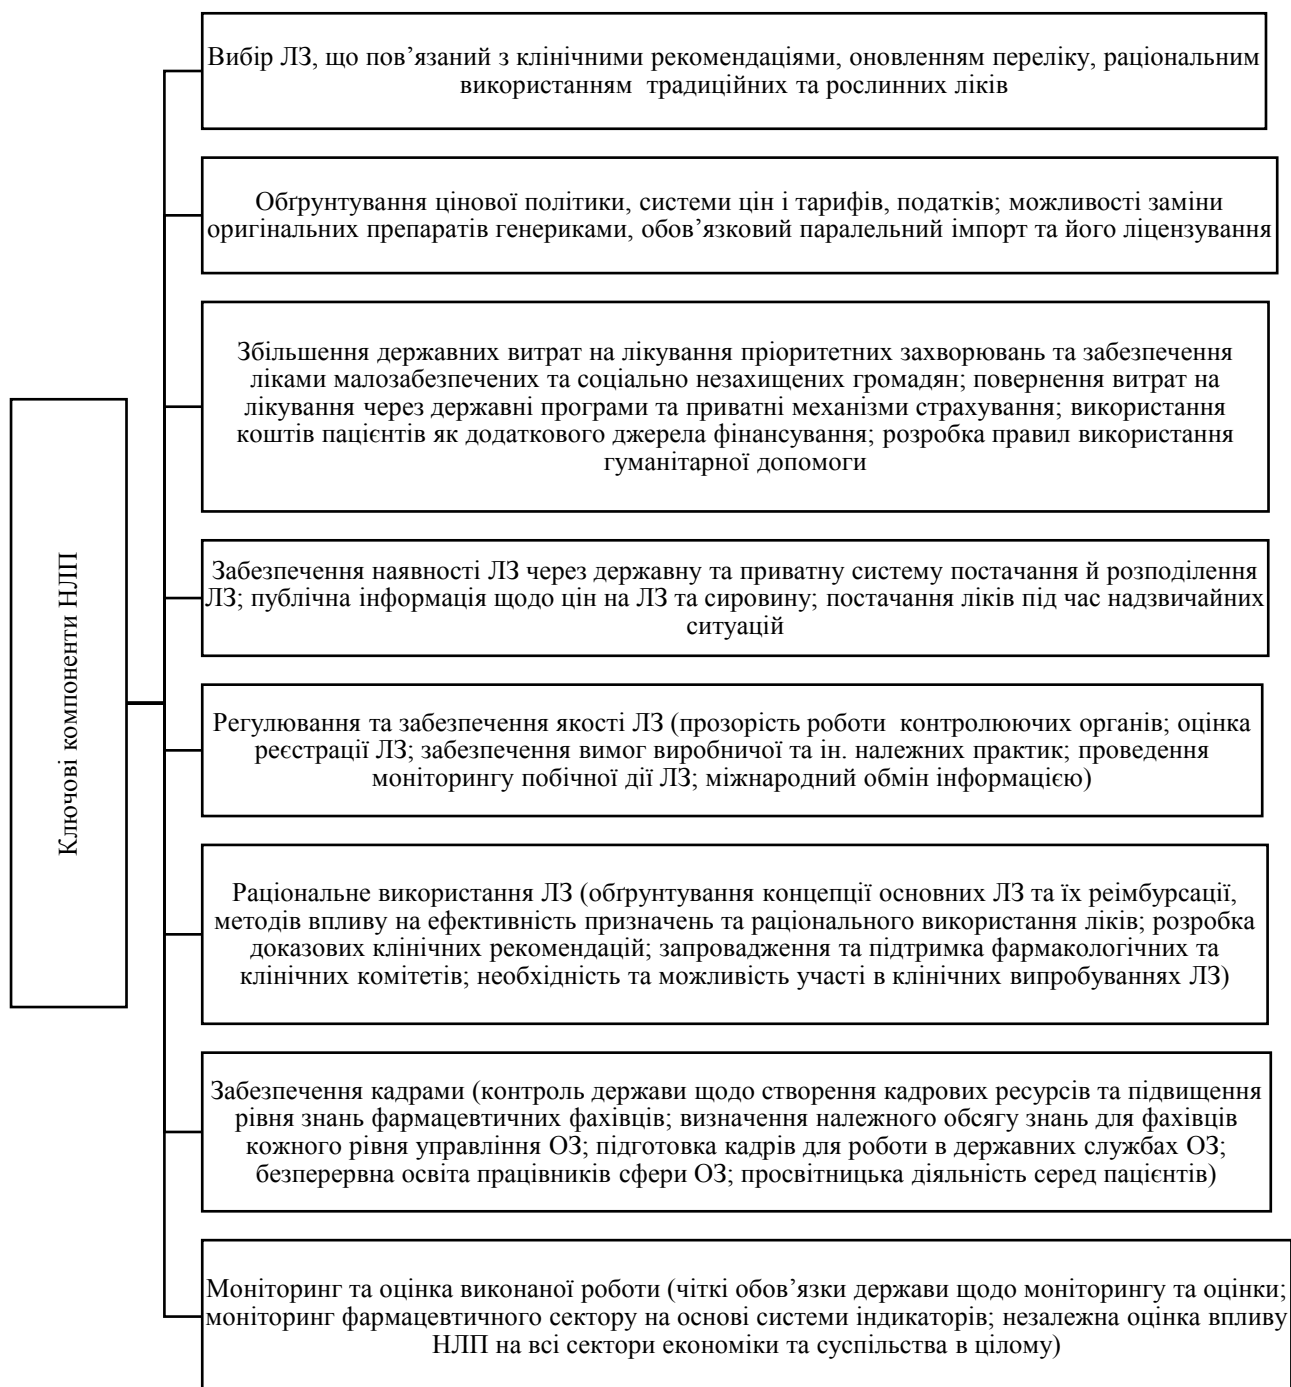 Ключові компоненти НЛП
Вибір ЛЗ, що пов’язаний з клінічними рекомендаціями, оновленням переліку, раціональним
використанням традиційних та рослинних ліків
Обґрунтування цінової політики, системи цін і тарифів, податків; можливості заміни
оригінальних препаратів генериками, обов’язковий паралельний імпорт та його ліцензування
Збільшення державних витрат на лікування пріоритетних захворювань та забезпечення
ліками малозабезпечених та соціально незахищених громадян; повернення витрат на
лікування через державні програми та приватні механізми страхування; використання
коштів пацієнтів як додаткового джерела фінансування; розробка правил використання
гуманітарної допомоги
Забезпечення наявності ЛЗ через державну та приватну систему постачання й розподілення
ЛЗ; публічна інформація щодо цін на ЛЗ та сировину; постачання ліків під час надзвичайних
ситуацій
Регулювання та забезпечення якості ЛЗ (прозорість роботи контролюючих органів; оцінка
реєстрації ЛЗ; забезпечення вимог виробничої та ін. належних практик; проведення
моніторингу побічної дії ЛЗ; міжнародний обмін інформацією)
Раціональне використання ЛЗ (обґрунтування концепції основних ЛЗ та їх реімбурсації,
методів впливу на ефективність призначень та раціонального використання ліків; розробка
доказових клінічних рекомендацій; запровадження та підтримка фармакологічних та
клінічних комітетів; необхідність та можливість участі в клінічних випробуваннях ЛЗ)
Забезпечення кадрами (контроль держави щодо створення кадрових ресурсів та підвищення
рівня знань фармацевтичних фахівців; визначення належного обсягу знань для фахівців
кожного рівня управління ОЗ; підготовка кадрів для роботи в державних службах ОЗ;
безперервна освіта працівників сфери ОЗ; просвітницька діяльність серед пацієнтів)
Моніторинг та оцінка виконаної роботи (чіткі обов’язки держави щодо моніторингу та оцінки;
моніторинг фармацевтичного сектору на основі системи індикаторів; незалежна оцінка впливу
НЛП на всі сектори економіки та суспільства в цілому)